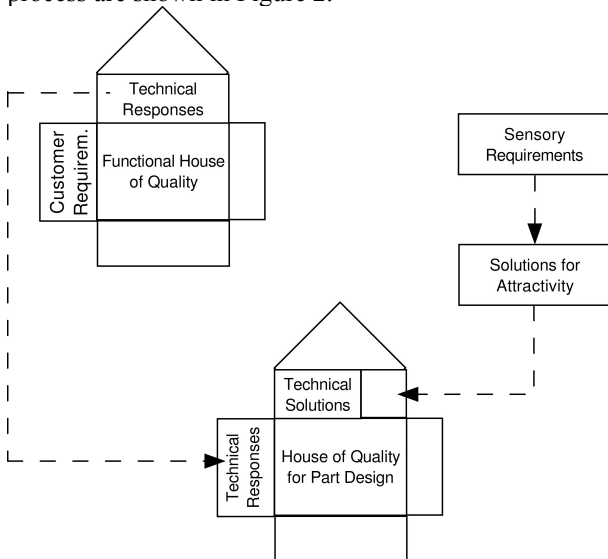 process are shown in Figure 2.
Technical
Responses
Customer
Requirem.
Functional House
of Quality
Sensory
Requirements
Solutions for
Attractivity
Technical
Solutions
Technical
Responses
House of Quality
for Part Design